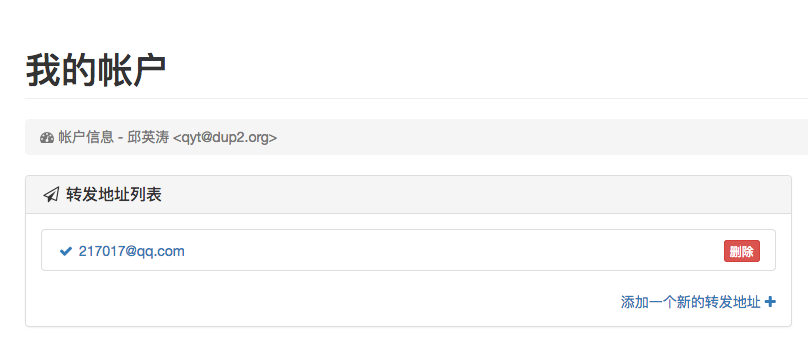 我的帐户
帐户信息 - 邱英涛 <qyt@dup2.org>
转发地址列表
217017@qq.com 删除
添加一个新的转发地址